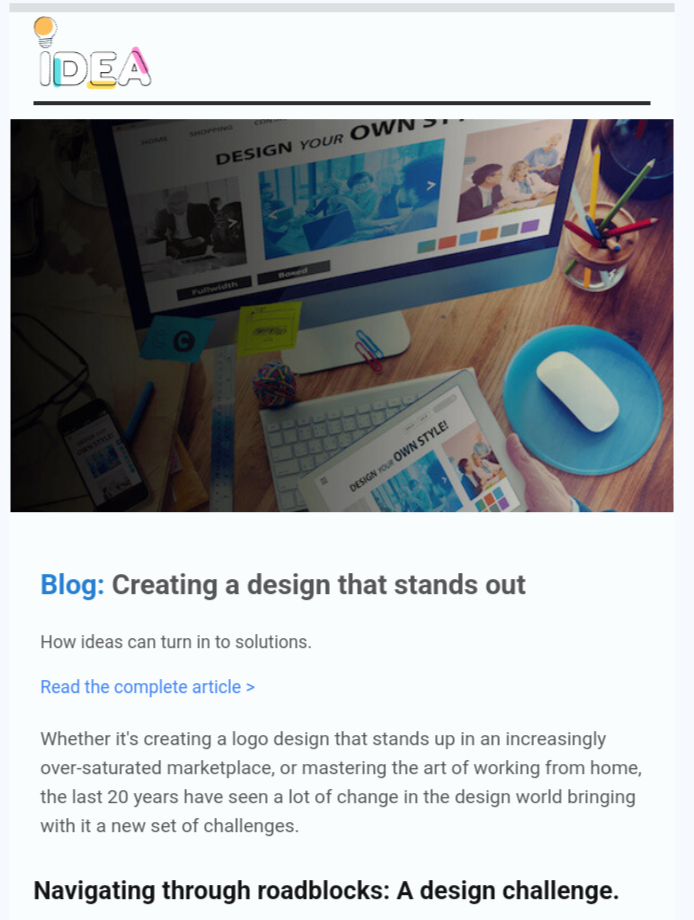 iDEA
HOME SHOPPING
DESIGN YOUR OWN
Fullwidth
Boxed
C
DESIGN YOUR OWN STYLE!
OWN STYLE!
Blog: Creating a design that stands out
How ideas can turn in to solutions.
Read the complete article >
Whether it's creating a logo design that stands up in an increasingly
over-saturated marketplace, or mastering the art of working from home,
the last 20 years have seen a lot of change in the design world bringing
with it a new set of challenges.
Navigating through roadblocks: A design challenge.